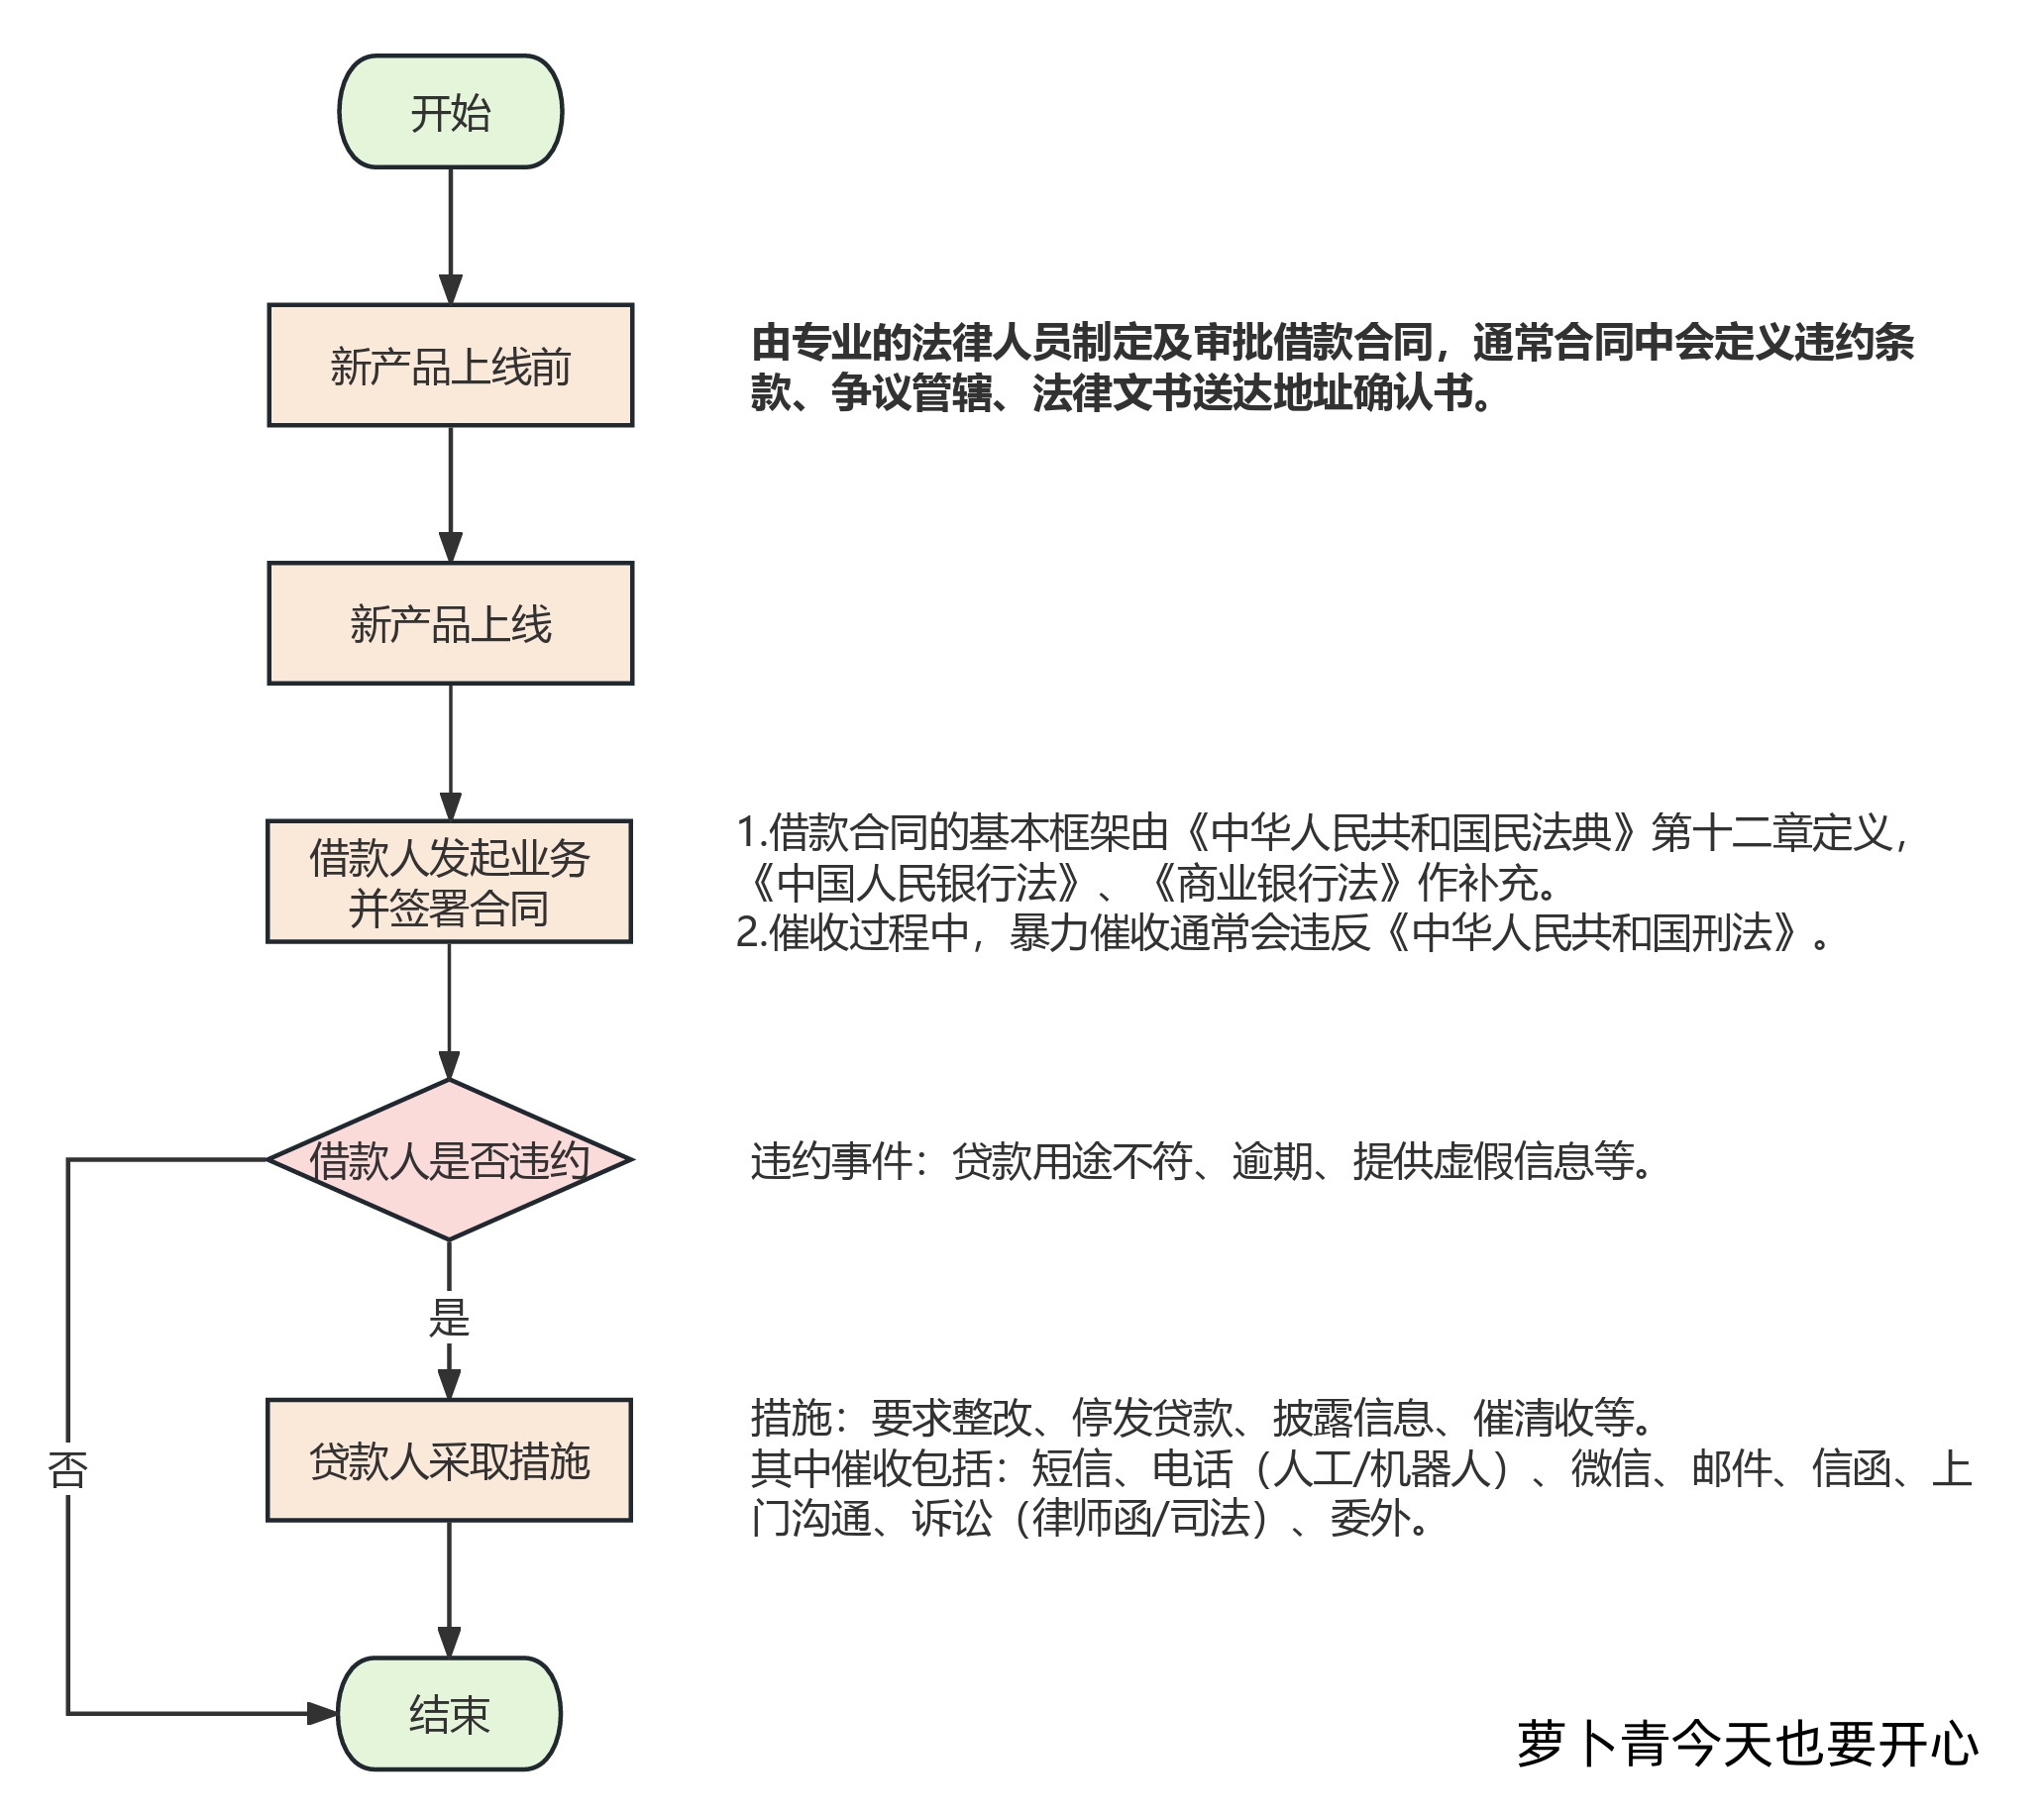 开始
新产品上线前
由专业的法律人员制定及审批借款合同，通常合同中会定义违约条
款、争议管辖、法律文书送达地址确认书。
新产品上线
借款人发起业务
并签署合同
1.借款合同的基本框架由《中华人民共和国民法典》第十二章定义，
《中国人民银行法》、《商业银行法》作补充。
2.催收过程中，暴力催收通常会违反《中华人民共和国刑法》。
借款人是否违约
违约事件：贷款用途不符、逾期、提供虚假信息等。
是
否
贷款人采取措施
措施：要求整改、停发贷款、披露信息、催清收等。
其中催收包括：短信、电话（人工/机器人）、微信、邮件、信函、上
门沟通、诉讼（律师函/司法）、委外。
结束
萝卜青今天也要开心